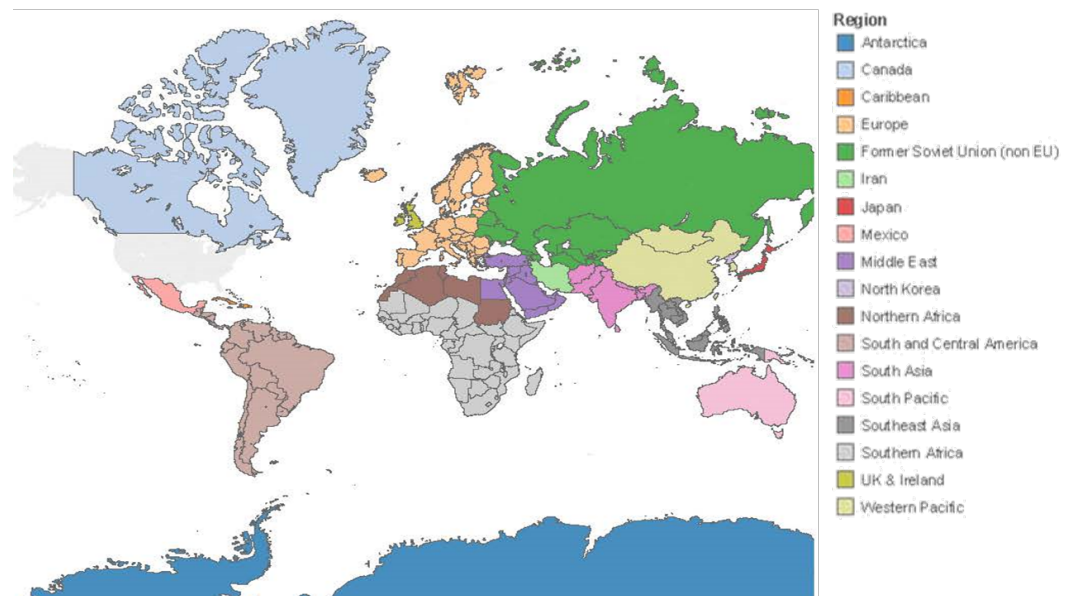 Region
Antarctica
Canada
Caribbean
Europe
Former Soviet Union (non EU)
Iran
Japan
Mexico
Middle East
North Korea
Northern Africa
South and Central America
South Asia
South Pacific
Southeast Asia
Southern Africa
UK & Ireland
Western Pacific